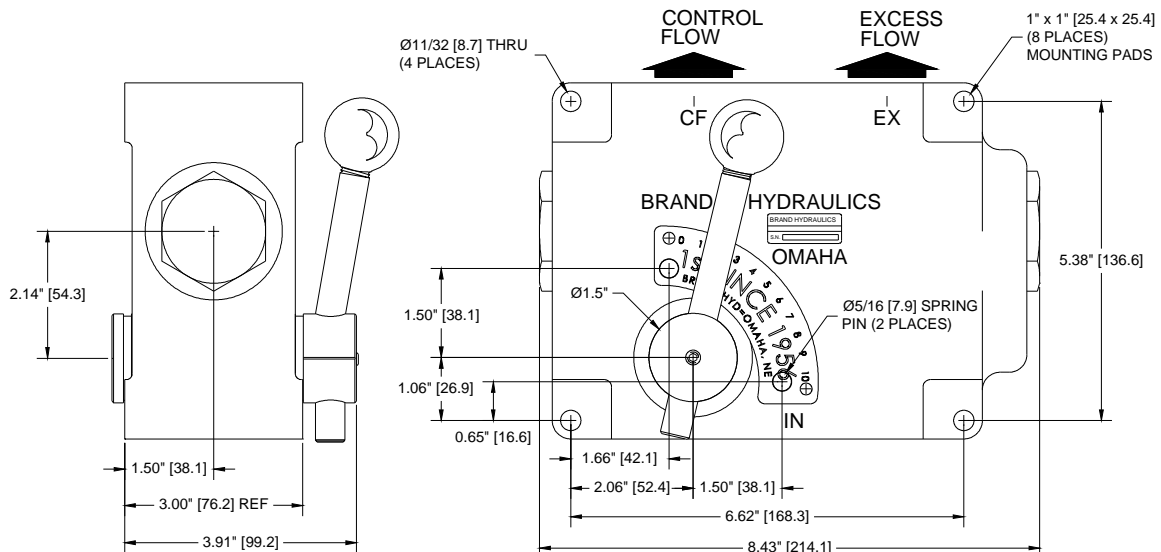 CONTROL
FLOW
EXCESS
FLOW
1" x 1" [25.4 x 25.4]
(8 PLACES)
MOUNTING PADS
Ø11/32 [8.7] THRU
(4 PLACES)
CF
EX
BRAND HYDRAULICS
BRAND HYDRAULICS
S.N.
OMAHA
0 1 3 4 5 6 7 8 9 10
SINCE 1956
HYD=OMAHA, NE
2.14" [54.3]
1.50" [38.1]
Ø1.5"
5.38" [136.6]
Ø5/16 [7.9] SPRING
PIN (2 PLACES)
1.06" [26.9]
0.65" [16.6]
IN
1.50" [38.1]
1.66" [42.1]
3.00" [76.2] REF
2.06" [52.4]
1.50" [38.1]
6.62" [168.3]
3.91" [99.2]
8.43" [214.1]